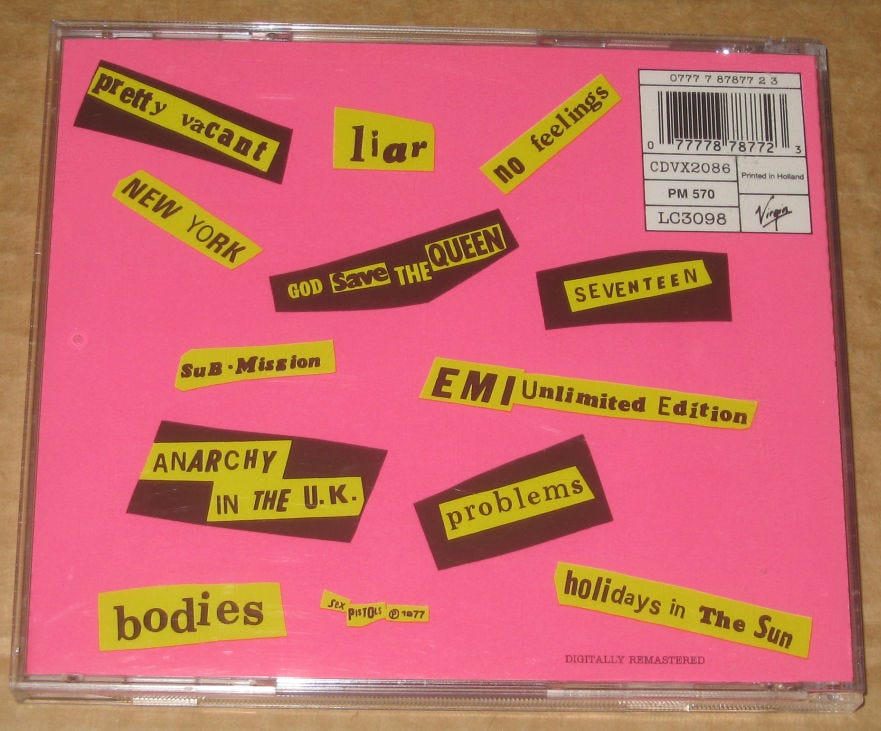 pretty vacant
liar
no feelings
0777 7 87877 2 3
0 77778 78772 3
CDVX2086
Printed in Holland
PM 570
LC3098
Virgin
NEW YORK
GOD Save THE QUEEN
SEVENTEEN
SuB·Mission
EMI Unlimited Edition
ANARCHY
IN THE U.K.
problems
bodies
SEX PISTOLS ℗ 1977
holidays in The Sun
DIGITALLY REMASTERED